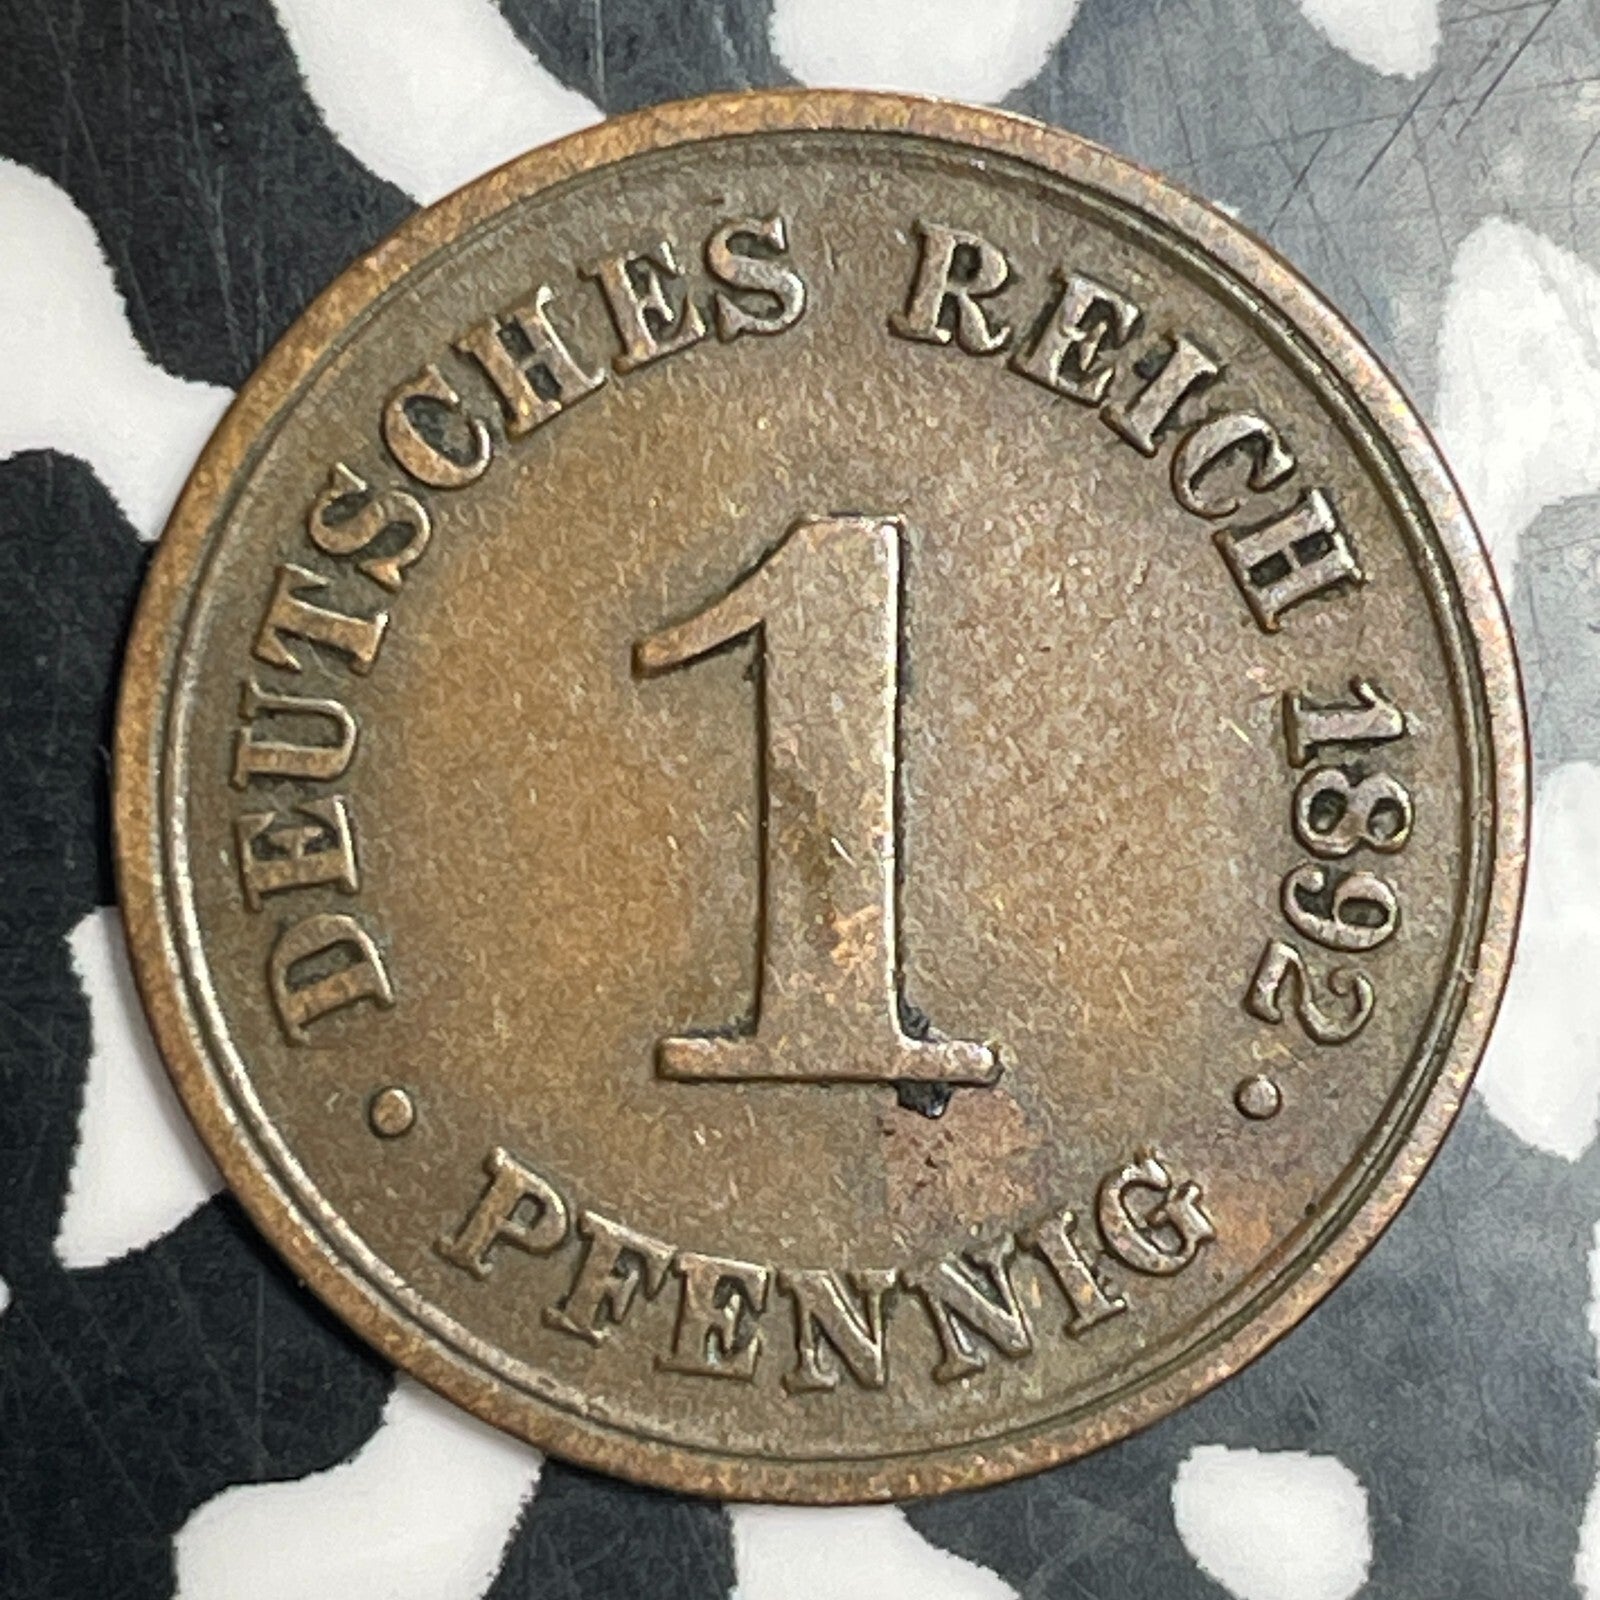 DEUTSCHES REICH 1892
1
· PFENNIG ·